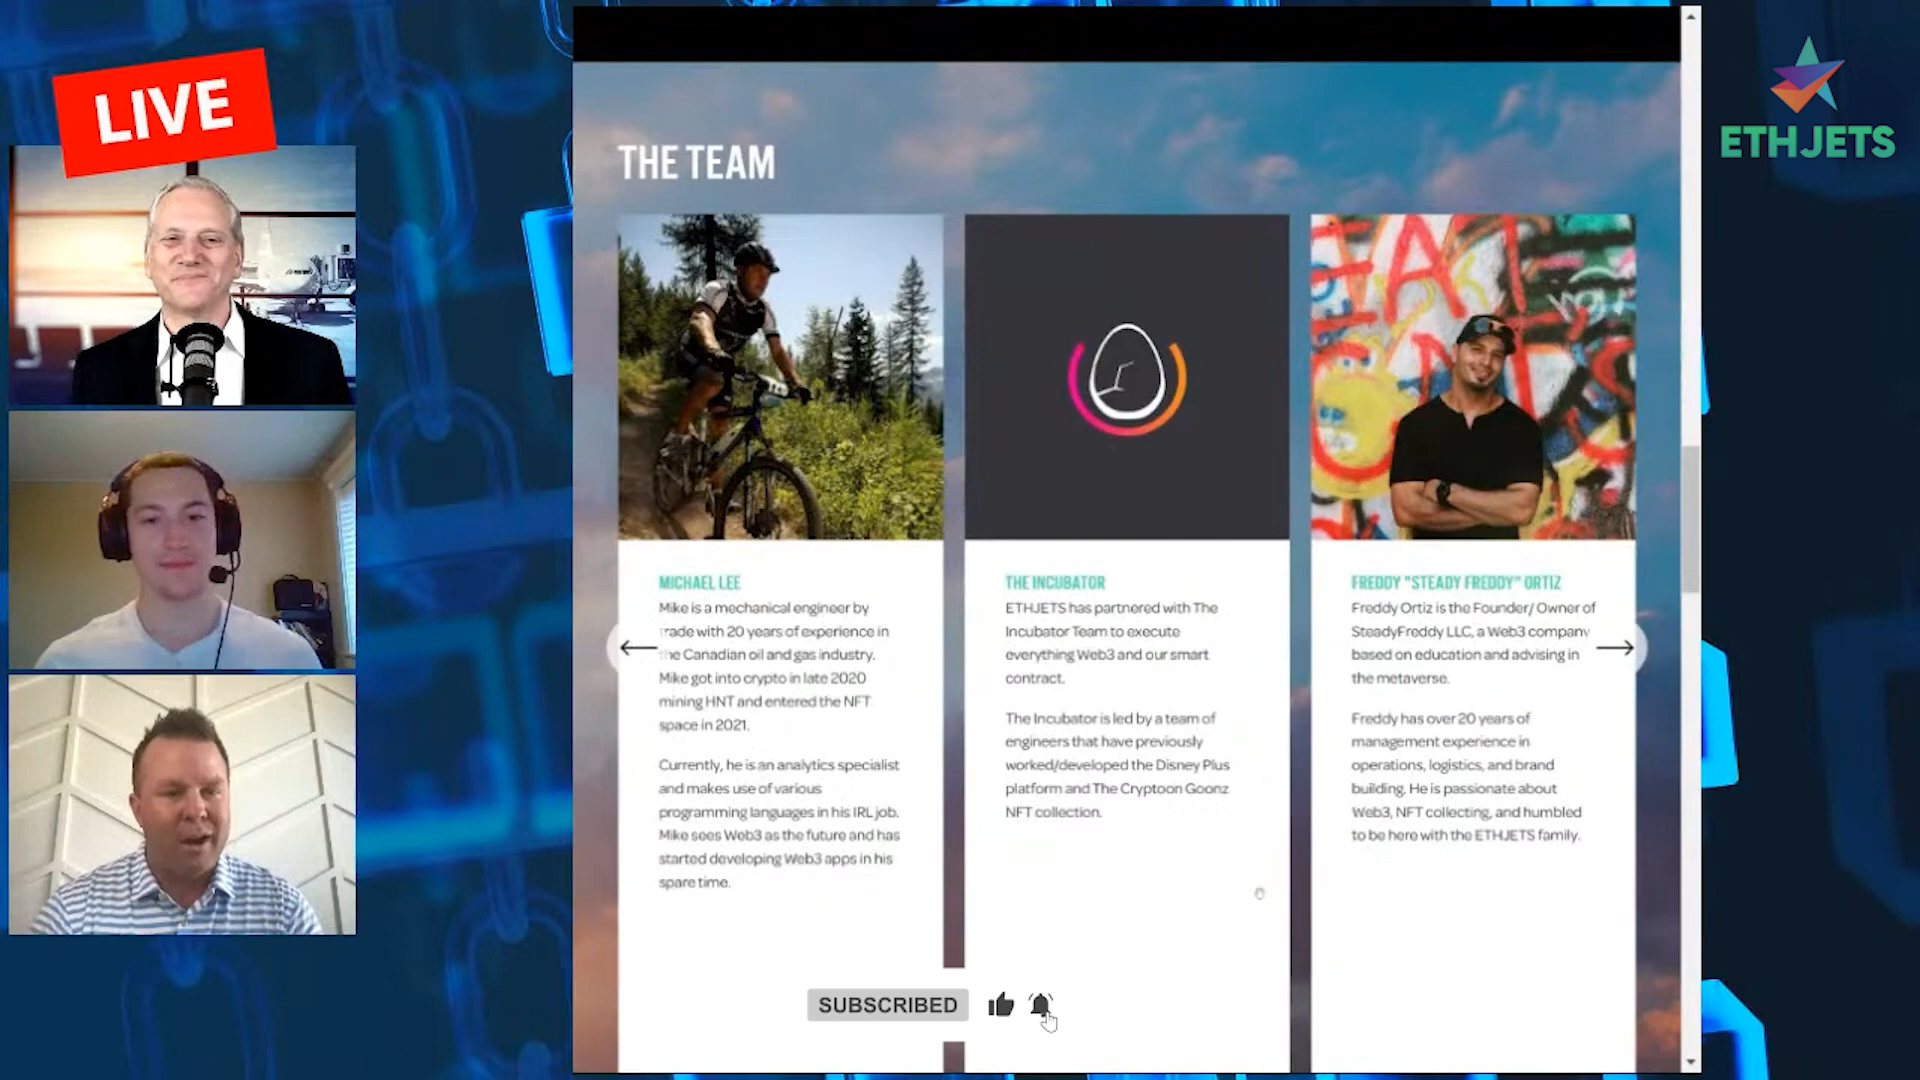 LIVE
ETHJETS
THE TEAM
MICHAEL LEE
Mike is a mechanical engineer by
trade with 20 years of experience in
the Canadian oil and gas industry.
Mike got into crypto in late 2020
mining HNT and entered the NFT
space in 2021.
Currently, he is an analytics specialist
and makes use of various
programming languages in his IRL job.
Mike sees Web3 as the future and has
started developing Web3 apps in his
spare time.
THE INCUBATOR
ETHJETS has partnered with The
Incubator Team to execute
everything Web3 and our smart
contract.
The Incubator is led by a team of
engineers that have previously
worked/developed the Disney Plus
platform and The Cryptoon Goonz
NFT collection.
FREDDY "STEADY FREDDY" ORTIZ
Freddy Ortiz is the Founder/ Owner of
SteadyFreddy LLC, a Web3 company
based on education and advising in
the metaverse.
Freddy has over 20 years of
management experience in
operations, logistics, and brand
building. He is passionate about
Web3, NFT collecting, and humbled
to be here with the ETHJETS family.
SUBSCRIBED